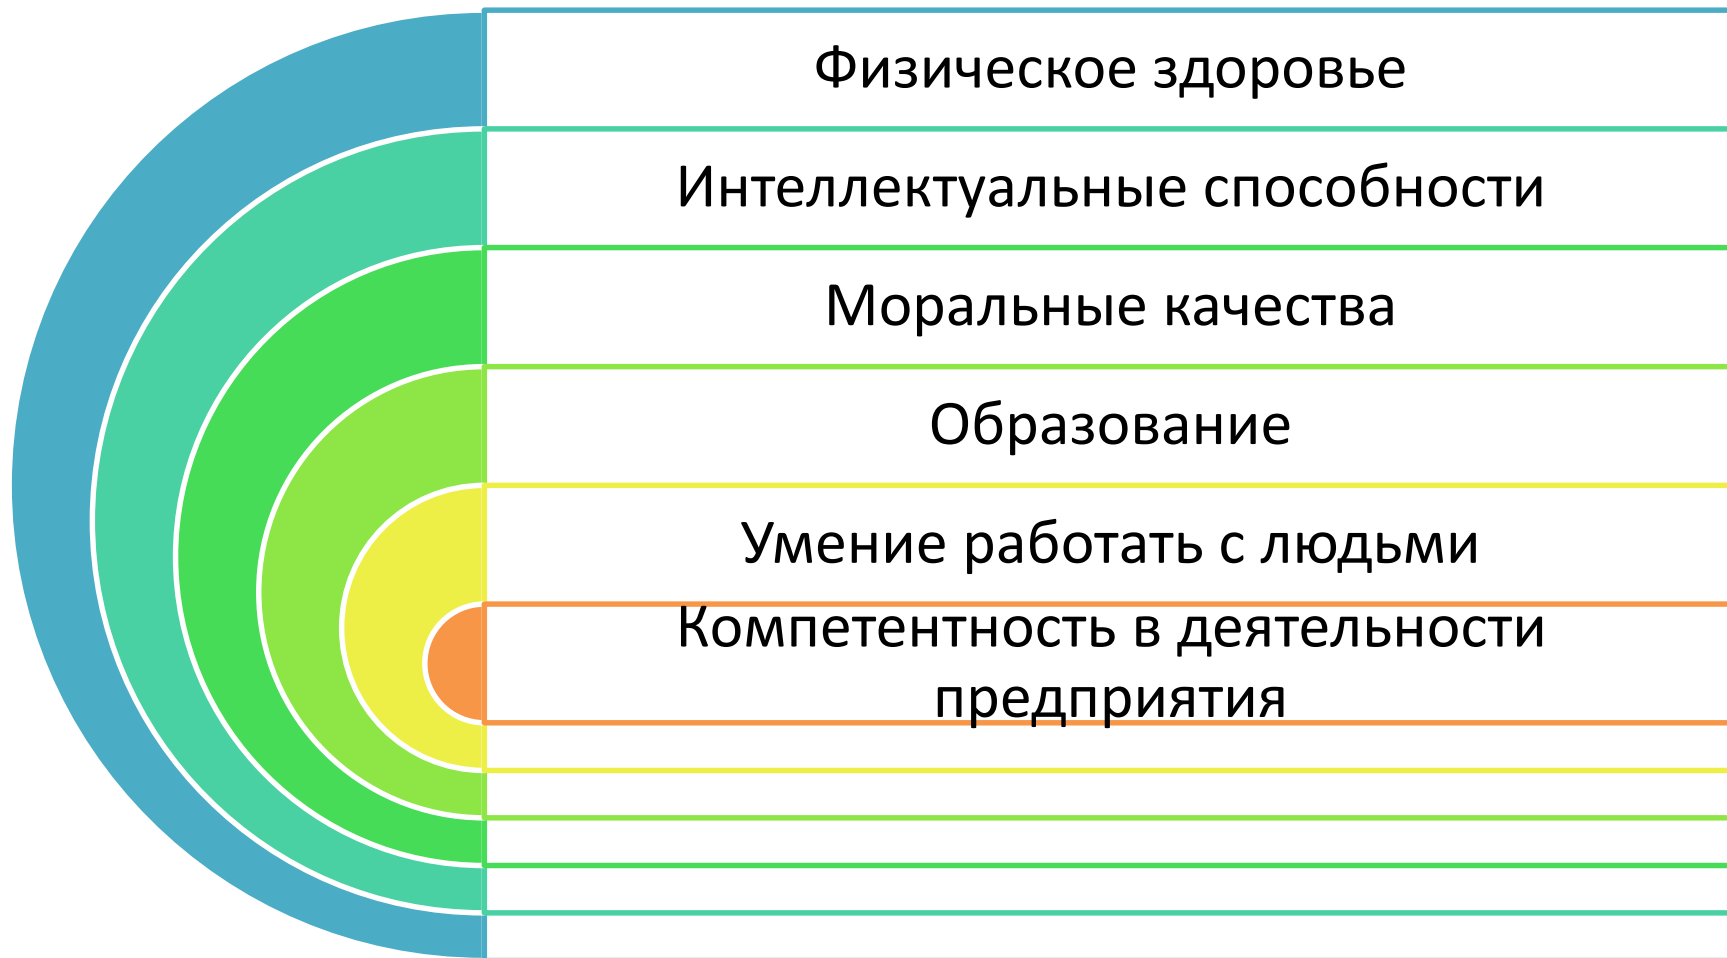 Физическое здоровье
Интеллектуальные способности
Моральные качества
Образование
Умение работать с людьми
Компетентность в деятельности
предприятия